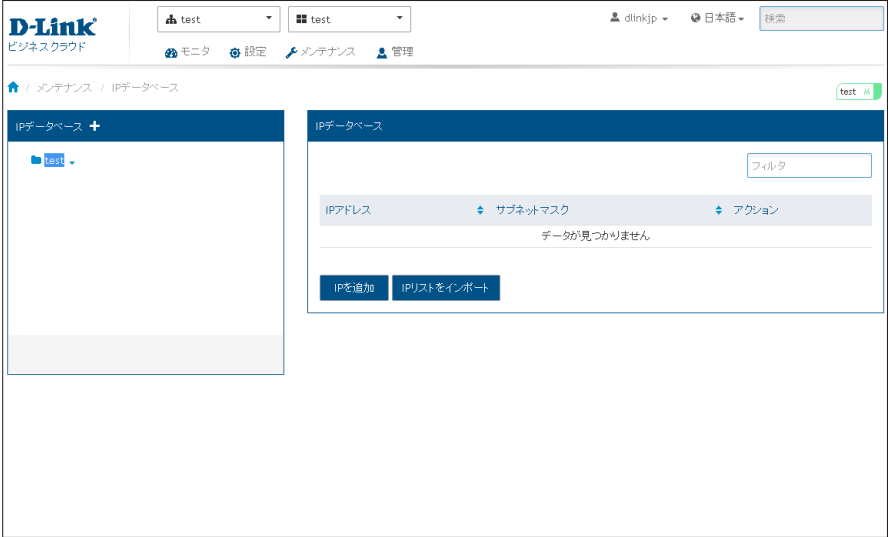 D-Link
ビジネスクラウド
test
test
dlinkjp
日本語
検索
モニタ
設定
メンテナンス
管理
/ メンテナンス / IPデータベース
test
IPデータベース
test
IPデータベース
フィルタ
IPアドレス
サブネットマスク
アクション
データが見つかりません
IPを追加
IPリストをインポート